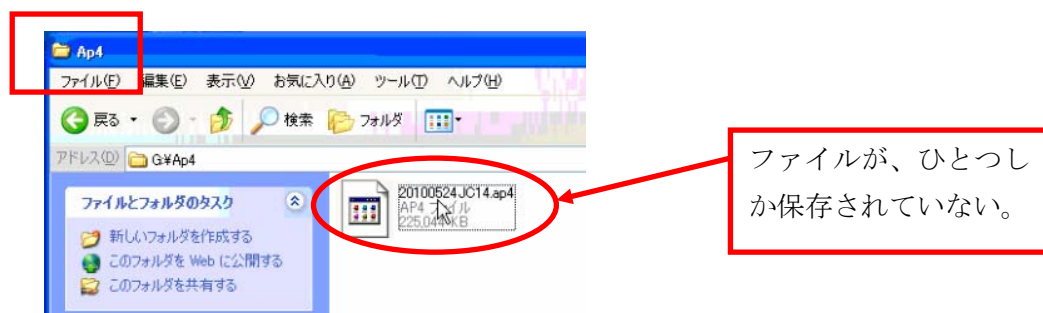 Ap4
ファイル(F) 編集(E) 表示(V) お気に入り(A) ツール(T) ヘルプ(H)
戻る 検索 フォルダ
アドレス(D) G:¥Ap4
ファイルとフォルダのタスク
新しいフォルダを作成する
このフォルダを Web に公開する
このフォルダを共有する
20100524JC14.ap4
AP4 ファイル
225,044 KB
ファイルが、ひとつし
か保存されていない。